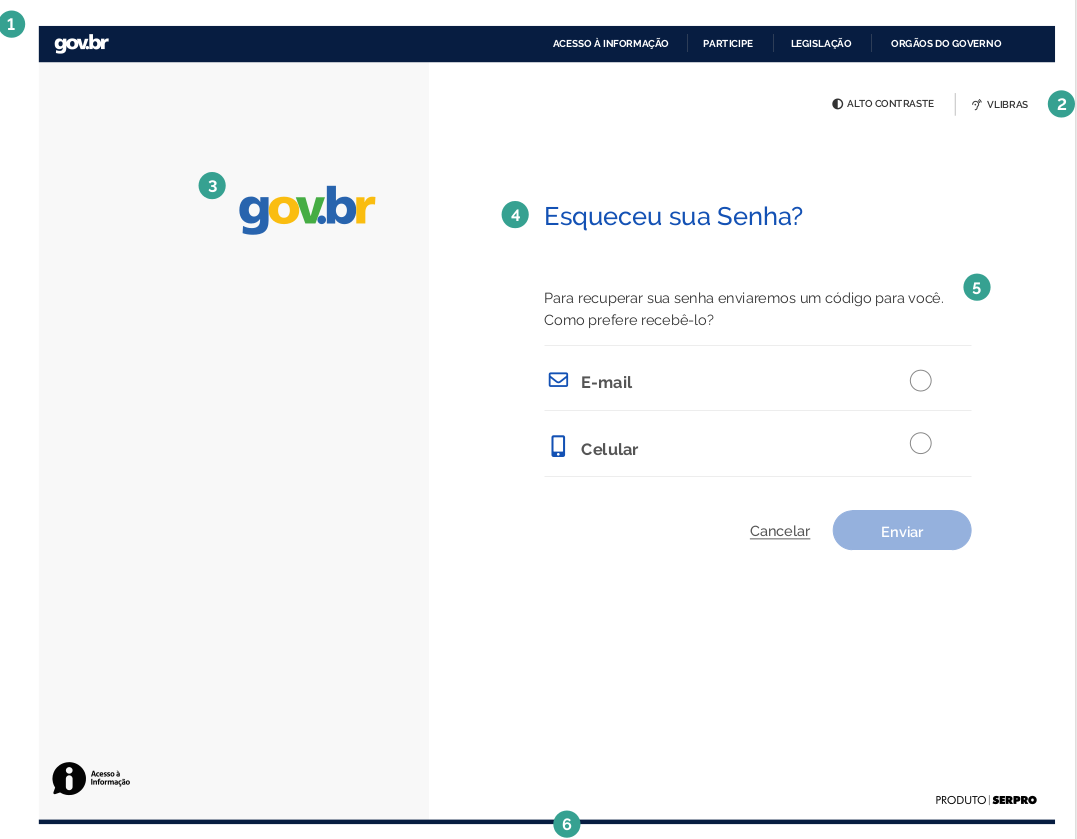 1
gov.br
ACESSO À INFORMAÇÃO
PARTICIPE
LEGISLAÇÃO
ORGÃOS DO GOVERNO
ALTO CONTRASTE
VLIBRAS
2
3
gov.br
4
Esqueceu sua Senha?
5
Para recuperar sua senha enviaremos um código para você.
Como prefere recebê-lo?
E-mail
Celular
Cancelar
Enviar
i
Acesso à
Informação
PRODUTO | SERPRO
6